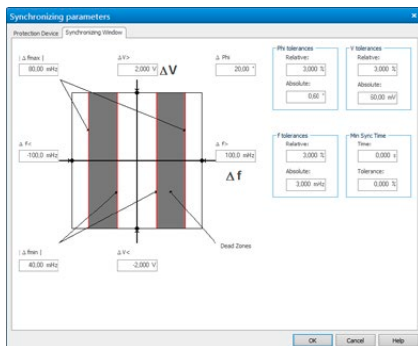 Synchronizing parameters
Protection Device
Synchronizing Window
| Δ fmax |
80,00 mHz
ΔV>
2,000 V
ΔV
Δ Phi
20,00 °
Δ f<
-100,0 mHz
Δ f>
100,0 mHz
Δf
| Δ fmin |
40,00 mHz
ΔV<
-2,000 V
Dead Zones
Phi tolerances
Relative:
3,000 %
Absolute:
0,60 °
V tolerances
Relative:
3,000 %
Absolute:
60,00 mV
f tolerances
Relative:
3,000 %
Absolute:
3,000 mHz
Min Sync Time
Time:
0,000 s
Tolerance:
0,000 %
OK
Cancel
Help